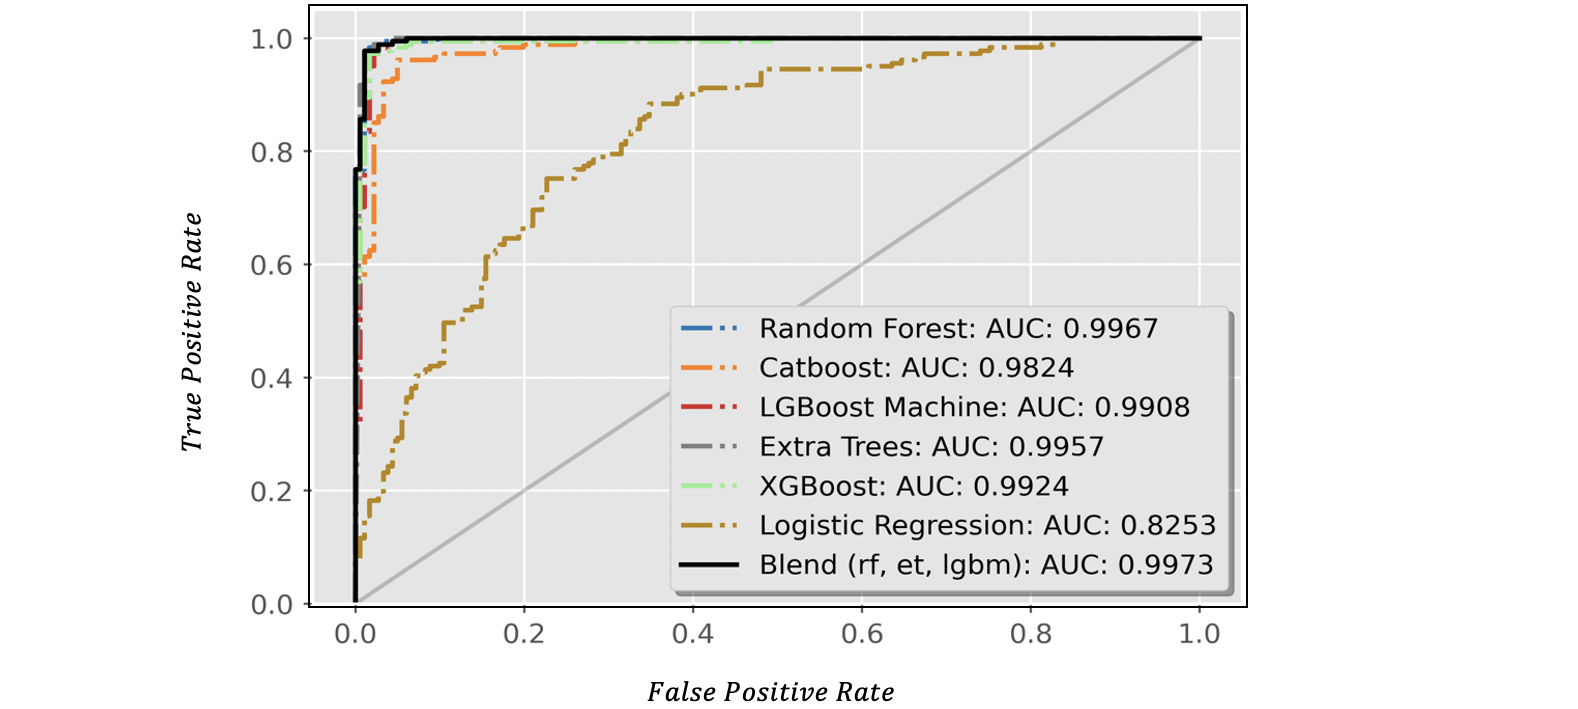 1.0
0.8
0.6
0.4
0.2
0.0
True Positive Rate
Random Forest: AUC: 0.9967
Catboost: AUC: 0.9824
LGBoost Machine: AUC: 0.9908
Extra Trees: AUC: 0.9957
XGBoost: AUC: 0.9924
Logistic Regression: AUC: 0.8253
Blend (rf, et, lgbm): AUC: 0.9973
0.0 0.2 0.4 0.6 0.8 1.0
False Positive Rate